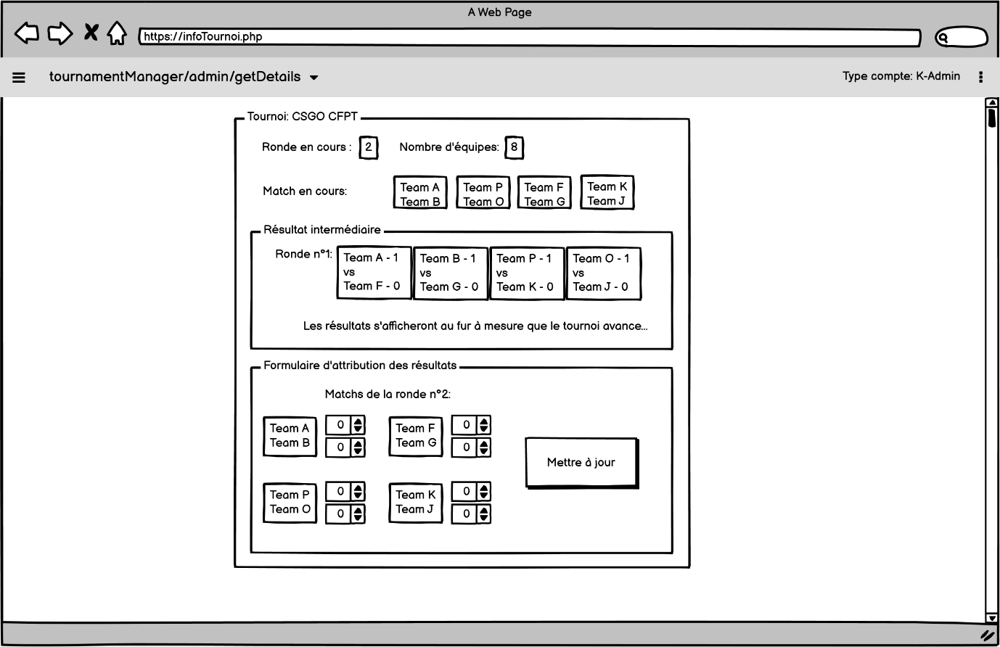 A Web Page
https://infoTournoi.php
tournamentManager/admin/getDetails
Type compte: K-Admin
Tournoi: CSGO CFPT
Ronde en cours : 2
Nombre d'équipes: 8
Match en cours:
Team A
Team B
Team P
Team O
Team F
Team G
Team K
Team J
Résultat intermédiaire
Ronde n°1:
Team A - 1
vs
Team F - 0
Team B - 1
vs
Team G - 0
Team P - 1
vs
Team K - 0
Team O - 1
vs
Team J - 0
Les résultats s'afficheront au fur à mesure que le tournoi avance...
Formulaire d'attribution des résultats
Matchs de la ronde n°2:
Team A 0
Team B 0
Team F 0
Team G 0
Team P 0
Team O 0
Team K 0
Team J 0
Mettre à jour